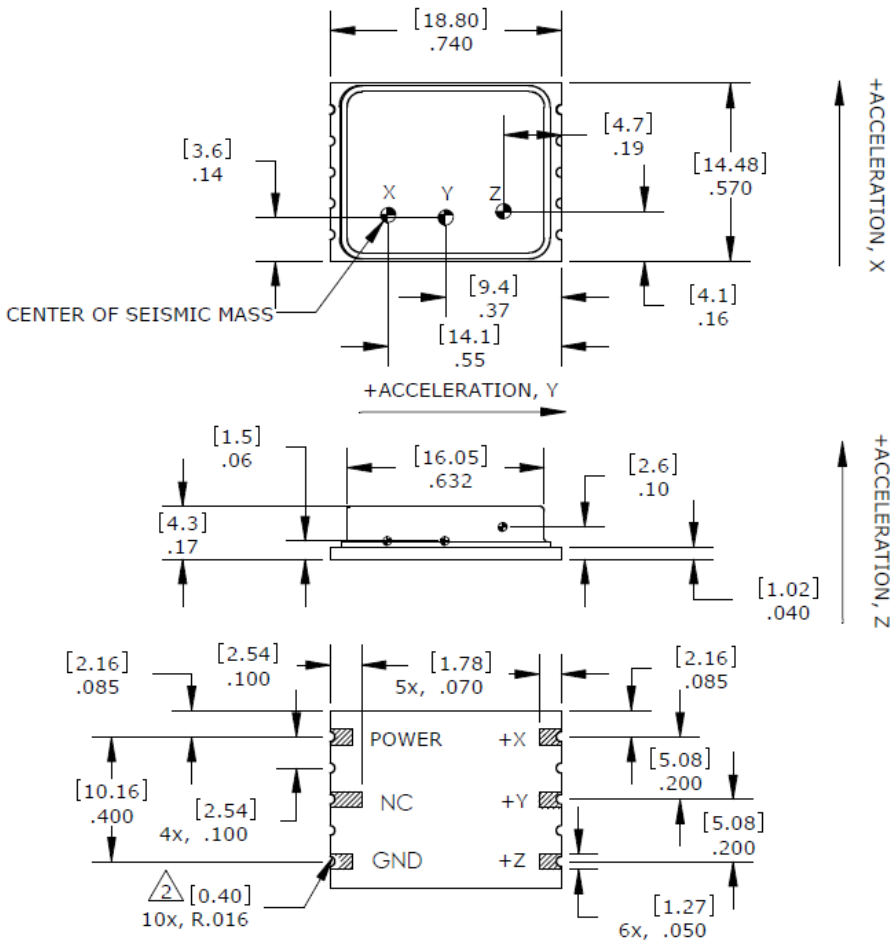 [18.80]
.740
[4.7]
.19
[3.6]
.14
[14.48]
.570
+ACCELERATION, X
X
Y
Z
CENTER OF SEISMIC MASS
[9.4]
.37
[4.1]
.16
[14.1]
.55
+ACCELERATION, Y
[1.5]
.06
[16.05]
.632
[2.6]
.10
[4.3]
.17
+ACCELERATION, Z
[1.02]
.040
[2.16]
.085
[2.54]
.100
[1.78]
5x, .070
[2.16]
.085
POWER
+X
[10.16]
.400
[2.54]
4x, .100
NC
+Y
[5.08]
.200
[5.08]
.200
GND
+Z
2 [0.40]
10x, R.016
[1.27]
6x, .050